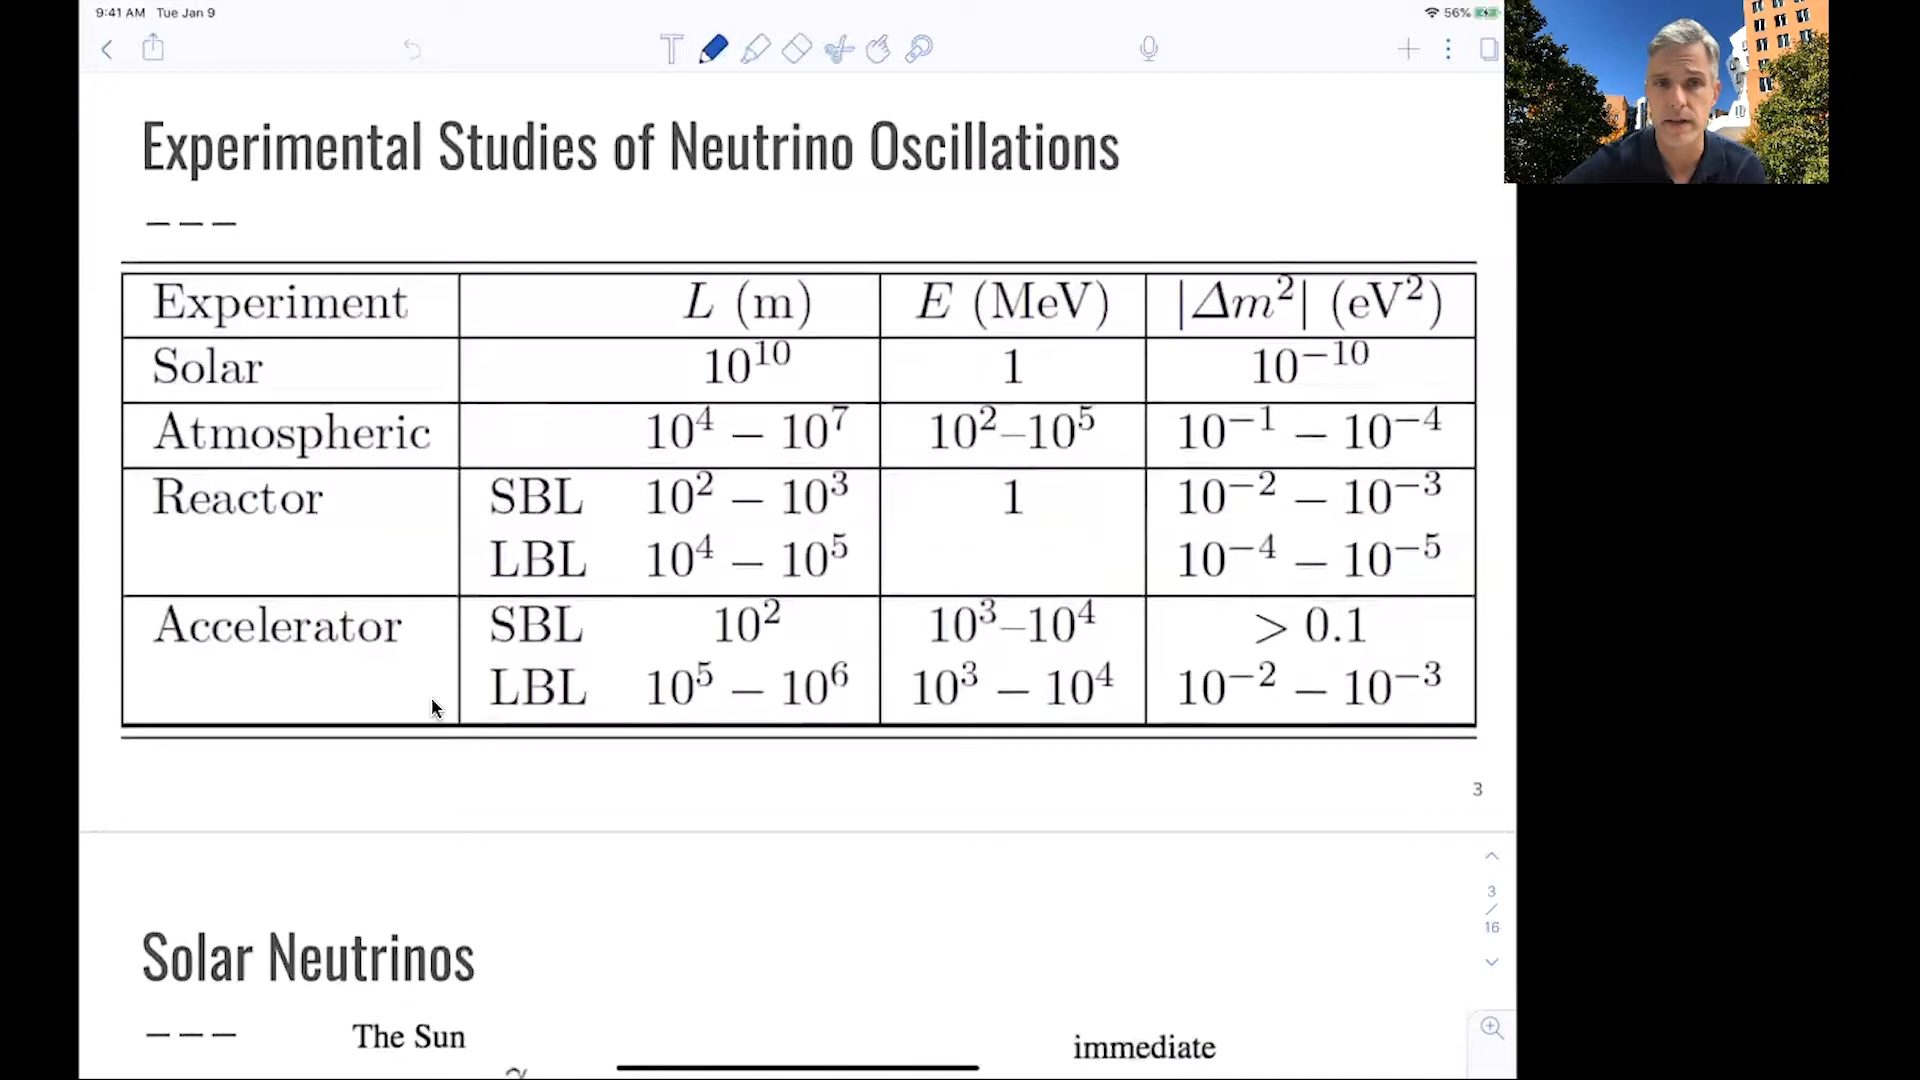 9:41 AM Tue Jan 9
56%
T
Experimental Studies of Neutrino Oscillations
Experiment L (m) E (MeV) |Δm²| (eV²)
Solar 10¹⁰ 1 10⁻¹⁰
Atmospheric 10⁴ – 10⁷ 10²–10⁵ 10⁻¹ – 10⁻⁴
Reactor SBL 10² – 10³ 1 10⁻² – 10⁻³
LBL 10⁴ – 10⁵ 10⁻⁴ – 10⁻⁵
Accelerator SBL 10² 10³–10⁴ > 0.1
LBL 10⁵ – 10⁶ 10³ – 10⁴ 10⁻² – 10⁻³
3
3
/
16
Solar Neutrinos
The Sun
immediate